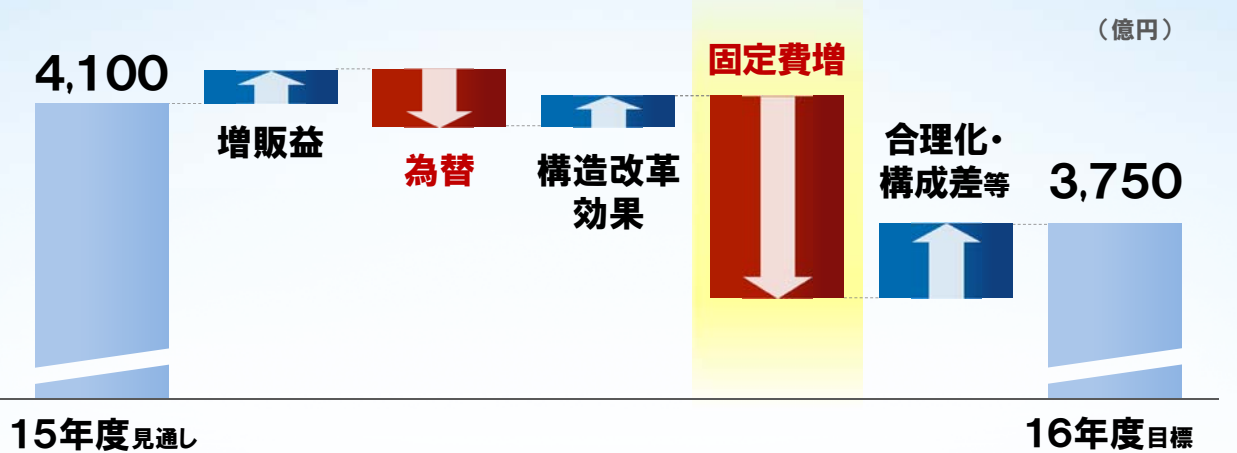 （億円）
4,100
増販益
為替
構造改革
効果
固定費増
合理化・
構成差等
3,750
15年度見通し
16年度目標